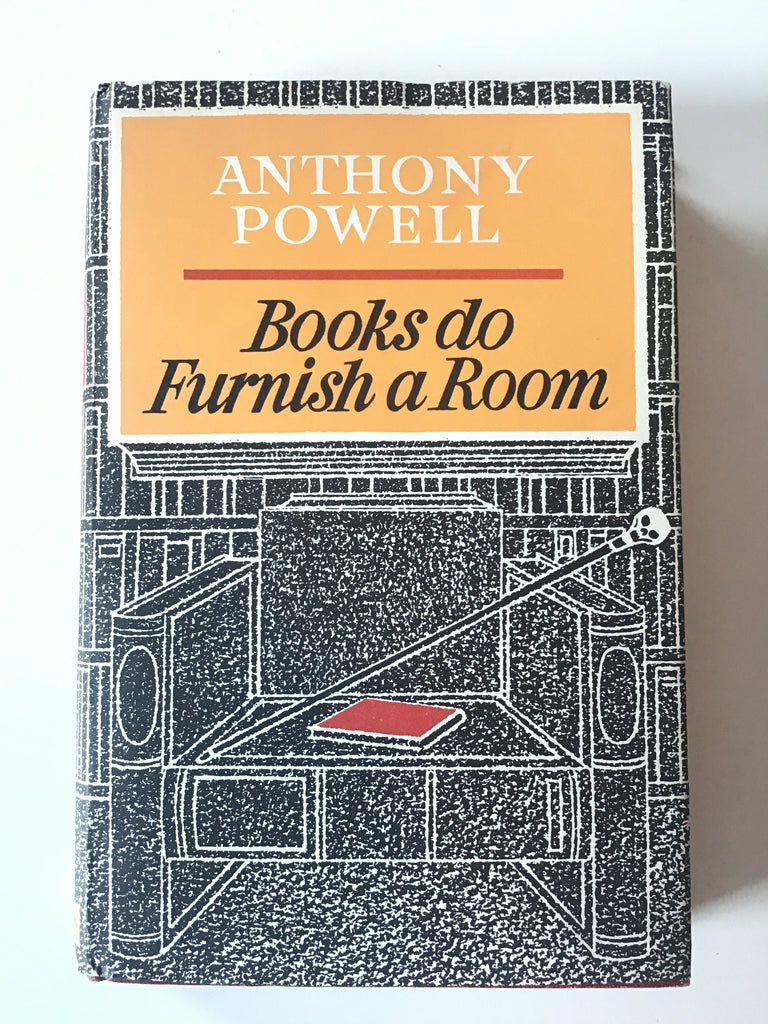 ANTHONY
POWELL
Books do
Furnish a Room